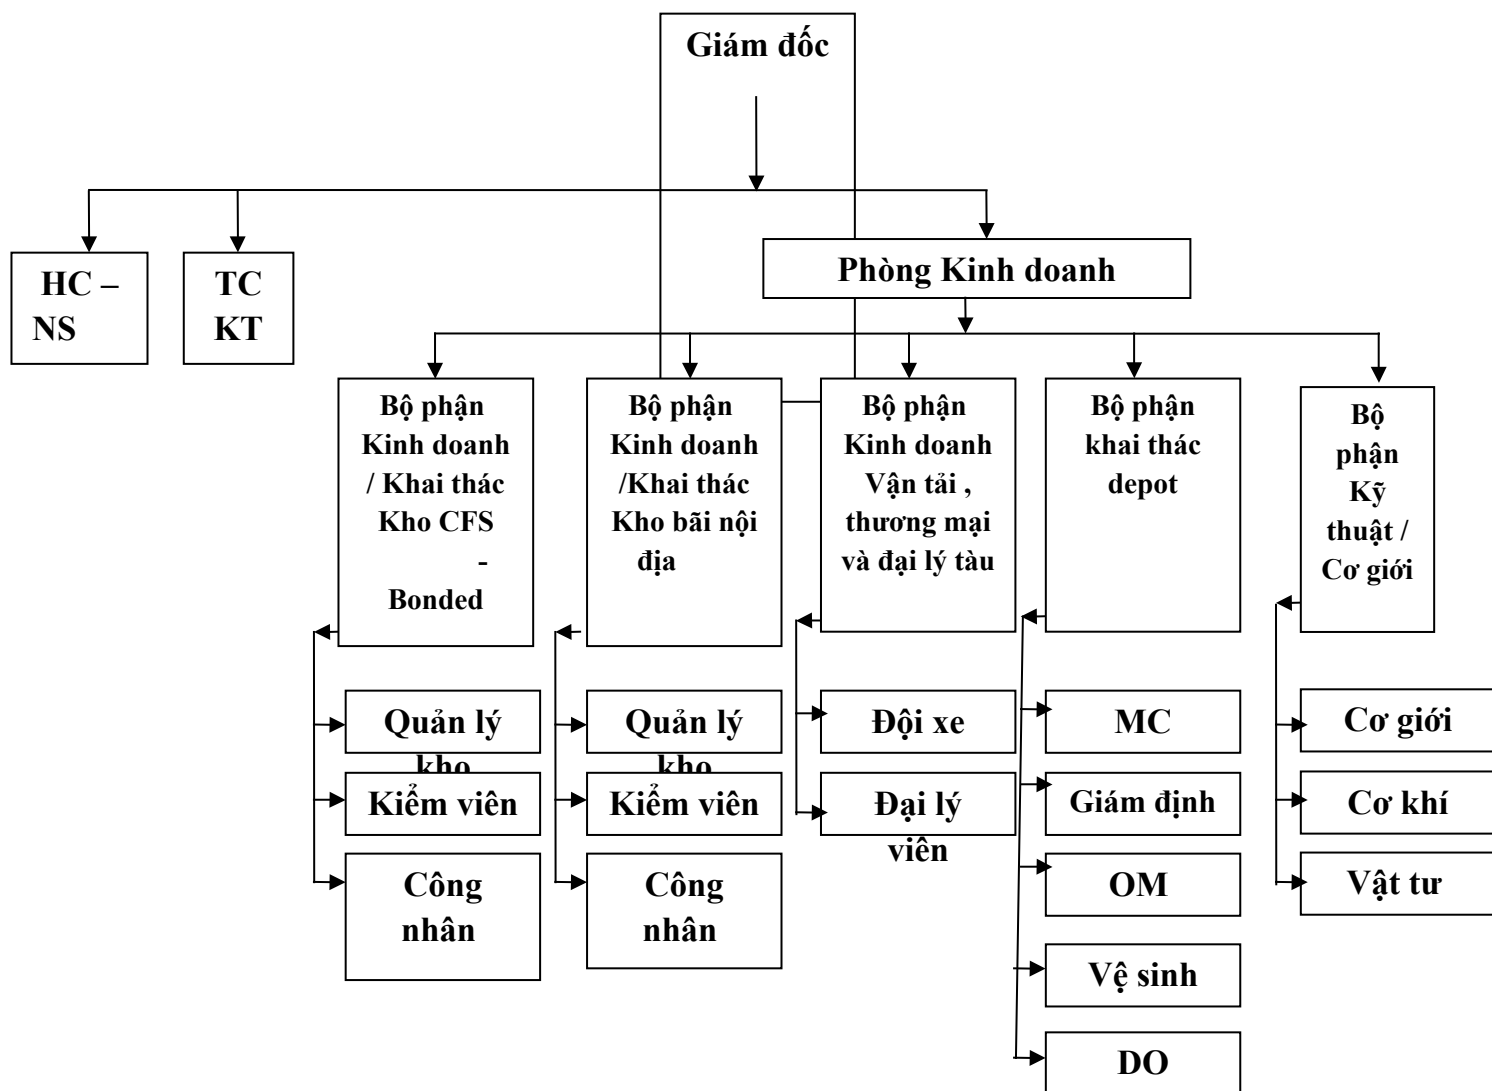 Giám đốc
HC –
NS
TC
KT
Phòng Kinh doanh
Bộ phận
Kinh doanh
/ Khai thác
Kho CFS
-
Bonded
Bộ phận
Kinh doanh
/Khai thác
Kho bãi nội
địa
Bộ phận
Kinh doanh
Vận tải ,
thương mại
và đại lý tàu
Bộ phận
khai thác
depot
Bộ
phận
Kỹ
thuật /
Cơ giới
Quản lý
kho
Kiểm viên
Công
nhân
Quản lý
kho
Kiểm viên
Công
nhân
Đội xe
Đại lý
viên
MC
Giám định
OM
Vệ sinh
DO
Cơ giới
Cơ khí
Vật tư